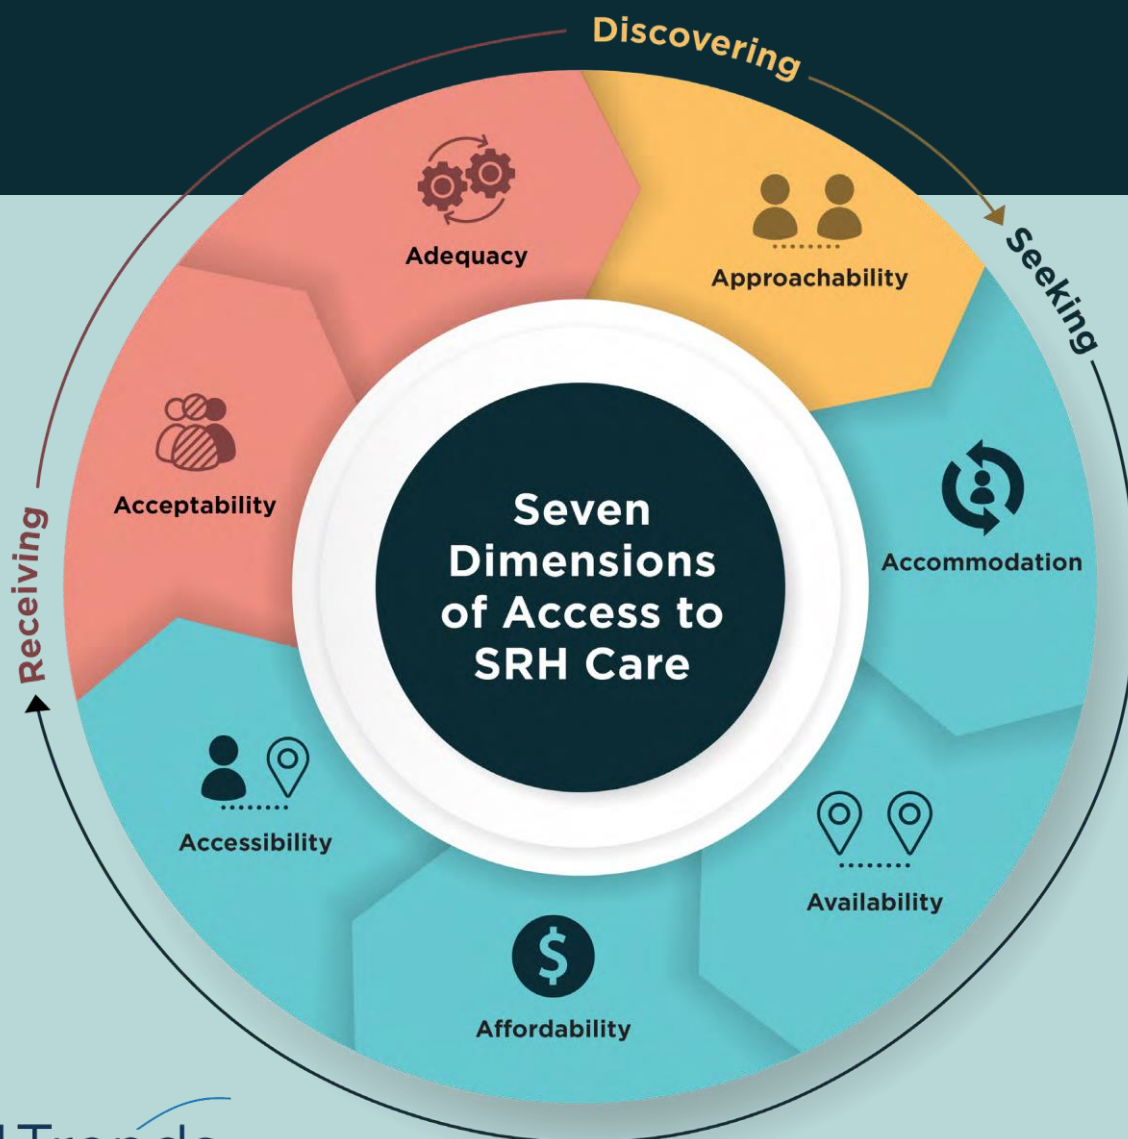 Discovering
Seeking
Receiving
Adequacy
Approachability
Acceptability
Accommodation
Seven
Dimensions
of Access to
SRH Care
Accessibility
Availability
$
Affordability